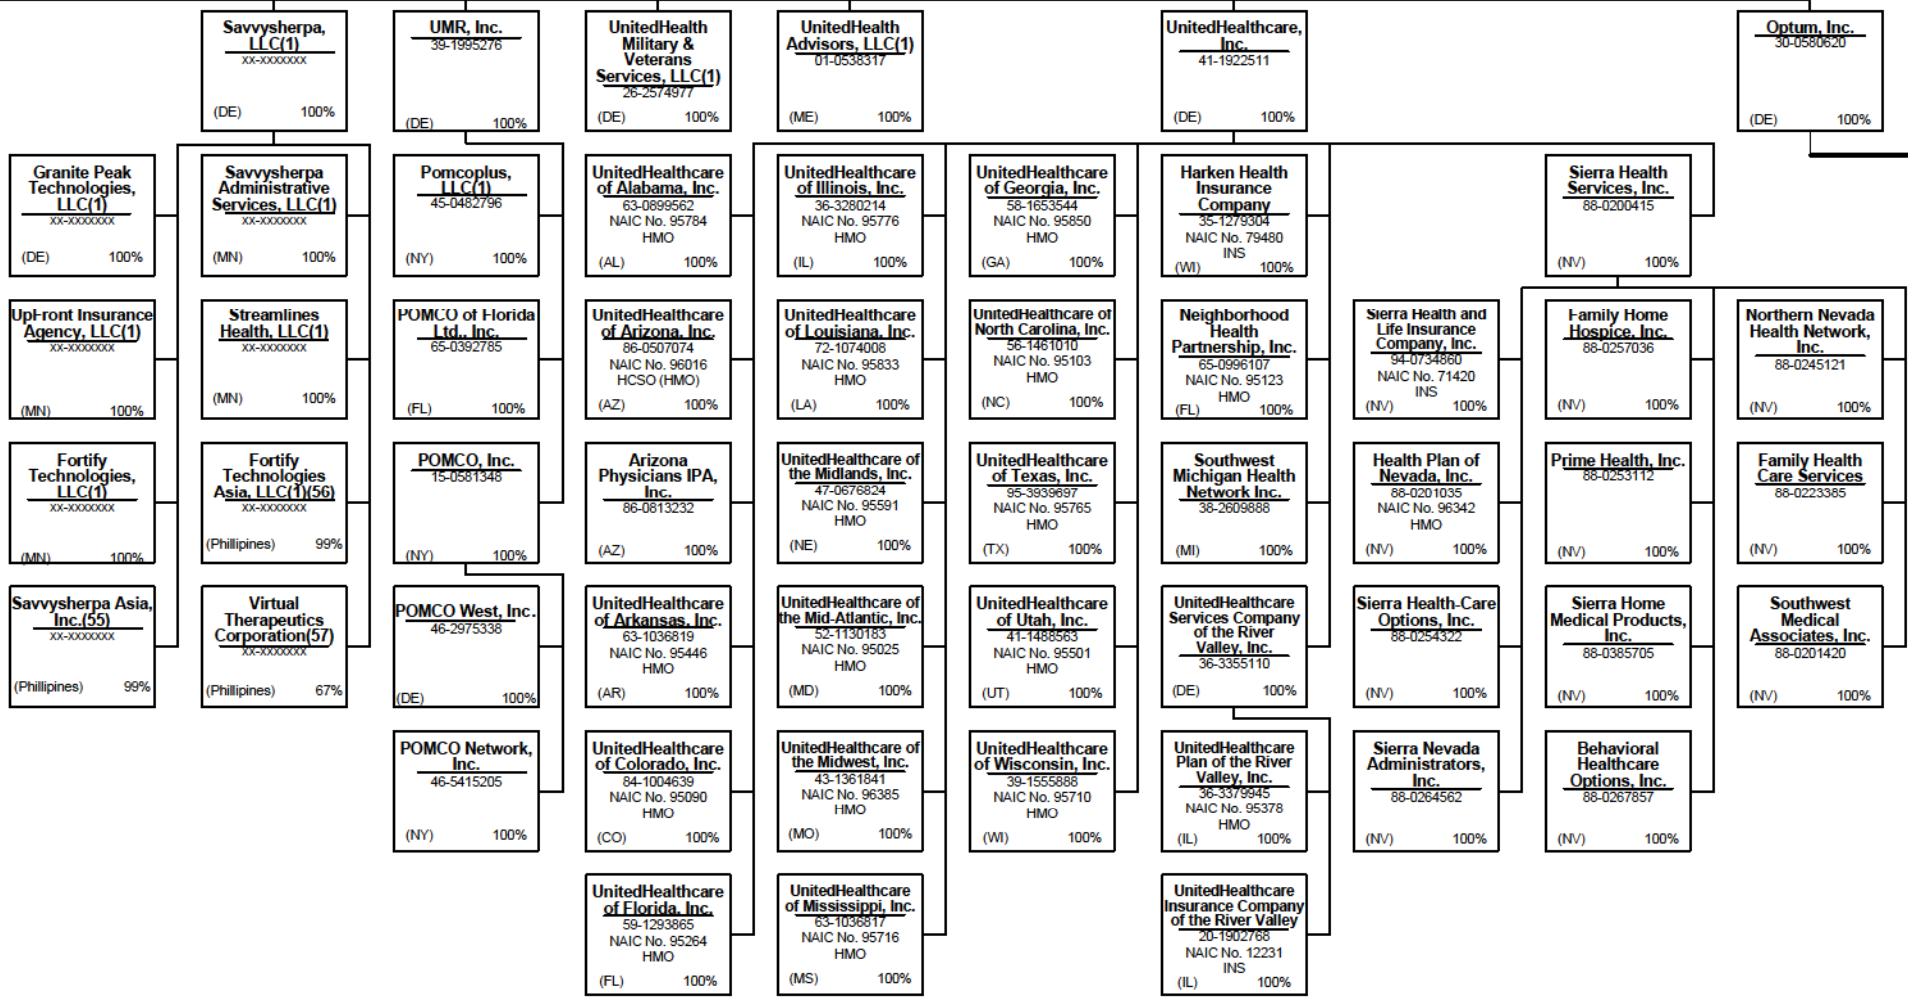 Savvysherpa,
LLC(1)
xx-xxxxxxx
(DE) 100%
UMR, Inc.
39-1995276
(DE) 100%
UnitedHealth
Military &
Veterans
Services, LLC(1)
26-2574977
(DE) 100%
UnitedHealth
Advisors, LLC(1)
01-0538317
(ME) 100%
UnitedHealthcare,
Inc.
41-1922511
(DE) 100%
Optum, Inc.
30-0580620
(DE) 100%
Granite Peak
Technologies,
LLC(1)
xx-xxxxxxx
(DE) 100%
Savvysherpa
Administrative
Services, LLC(1)
xx-xxxxxxx
(MN) 100%
Pomcoplus,
LLC(1)
45-0482796
(NY) 100%
UnitedHealthcare
of Alabama, Inc.
63-0899562
NAIC No. 95784
HMO
(AL) 100%
UnitedHealthcare
of Illinois, Inc.
36-3280214
NAIC No. 95776
HMO
(IL) 100%
UnitedHealthcare
of Georgia, Inc.
58-1653544
NAIC No. 95850
HMO
(GA) 100%
Harken Health
Insurance
Company
35-1279304
NAIC No. 79480
INS
(WI) 100%
Sierra Health
Services, Inc.
88-0200415
(NV) 100%
UpFront Insurance
Agency, LLC(1)
xx-xxxxxxx
(MN) 100%
Streamlines
Health, LLC(1)
xx-xxxxxxx
(MN) 100%
POMCO of Florida
Ltd., Inc.
65-0392785
(FL) 100%
UnitedHealthcare
of Arizona, Inc.
86-0507074
NAIC No. 96016
HCSO (HMO)
(AZ) 100%
UnitedHealthcare
of Louisiana, Inc.
72-1074008
NAIC No. 95833
HMO
(LA) 100%
UnitedHealthcare of
North Carolina, Inc.
56-1461010
NAIC No. 95103
HMO
(NC) 100%
Neighborhood
Health
Partnership, Inc.
65-0996107
NAIC No. 95123
HMO
(FL) 100%
Sierra Health and
Life Insurance
Company, Inc.
94-0734860
NAIC No. 71420
INS
(NV) 100%
Family Home
Hospice, Inc.
88-0257036
(NV) 100%
Northern Nevada
Health Network,
Inc.
88-0245121
(NV) 100%
Fortify
Technologies,
LLC(1)
xx-xxxxxxx
(MN) 100%
Fortify
Technologies
Asia, LLC(1)(56)
xx-xxxxxxx
(Phillipines) 99%
POMCO, Inc.
15-0581348
(NY) 100%
Arizona
Physicians IPA,
Inc.
86-0813232
(AZ) 100%
UnitedHealthcare of
the Midlands, Inc.
47-0676824
NAIC No. 95591
HMO
(NE) 100%
UnitedHealthcare
of Texas, Inc.
95-3939697
NAIC No. 95765
HMO
(TX) 100%
Southwest
Michigan Health
Network Inc.
38-2609888
(MI) 100%
Health Plan of
Nevada, Inc.
88-0201035
NAIC No. 96342
HMO
(NV) 100%
Prime Health, Inc.
88-0253112
(NV) 100%
Family Health
Care Services
88-0223385
(NV) 100%
Savvysherpa Asia,
Inc.(55)
xx-xxxxxxx
(Phillipines) 99%
Virtual
Therapeutics
Corporation(57)
xx-xxxxxxx
(Phillipines) 67%
POMCO West, Inc.
46-2975338
(DE) 100%
UnitedHealthcare
of Arkansas, Inc.
63-1036819
NAIC No. 95446
HMO
(AR) 100%
UnitedHealthcare of
the Mid-Atlantic, Inc.
52-1130183
NAIC No. 95025
HMO
(MD) 100%
UnitedHealthcare
of Utah, Inc.
41-1488563
NAIC No. 95501
HMO
(UT) 100%
UnitedHealthcare
Services Company
of the River
Valley, Inc.
36-3355110
(DE) 100%
Sierra Health-Care
Options, Inc.
88-0254322
(NV) 100%
Sierra Home
Medical Products,
Inc.
88-0385705
(NV) 100%
Southwest
Medical
Associates, Inc.
88-0201420
(NV) 100%
POMCO Network,
Inc.
46-5415205
(NY) 100%
UnitedHealthcare
of Colorado, Inc.
84-1004639
NAIC No. 95090
HMO
(CO) 100%
UnitedHealthcare of
the Midwest, Inc.
43-1361841
NAIC No. 96385
HMO
(MO) 100%
UnitedHealthcare
of Wisconsin, Inc.
39-1555888
NAIC No. 95710
HMO
(WI) 100%
UnitedHealthcare
Plan of the River
Valley, Inc.
36-3379945
NAIC No. 95378
HMO
(IL) 100%
Sierra Nevada
Administrators,
Inc.
88-0264562
(NV) 100%
Behavioral
Healthcare
Options, Inc.
88-0267857
(NV) 100%
UnitedHealthcare
of Florida, Inc.
59-1293865
NAIC No. 95264
HMO
(FL) 100%
UnitedHealthcare
of Mississippi, Inc.
63-1036817
NAIC No. 95716
HMO
(MS) 100%
UnitedHealthcare
Insurance Company
of the River Valley
20-1902768
NAIC No. 12231
INS
(IL) 100%